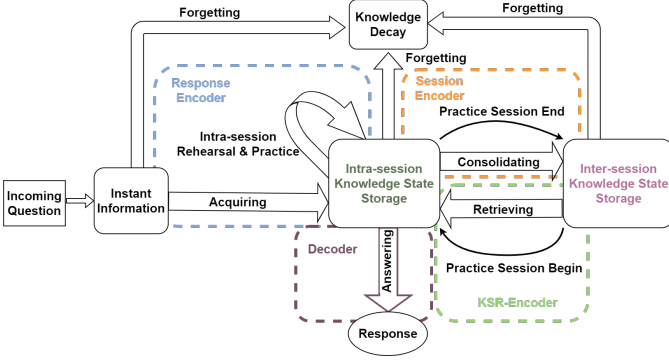 Forgetting
Knowledge
Decay
Forgetting
Forgetting
Response
Encoder
Session
Encoder
Practice Session End
Intra-session
Rehearsal & Practice
Incoming
Question
Instant
Information
Acquiring
Intra-session
Knowledge State
Storage
Consolidating
Retrieving
Inter-session
Knowledge State
Storage
Decoder
Answering
Practice Session Begin
KSR-Encoder
Response